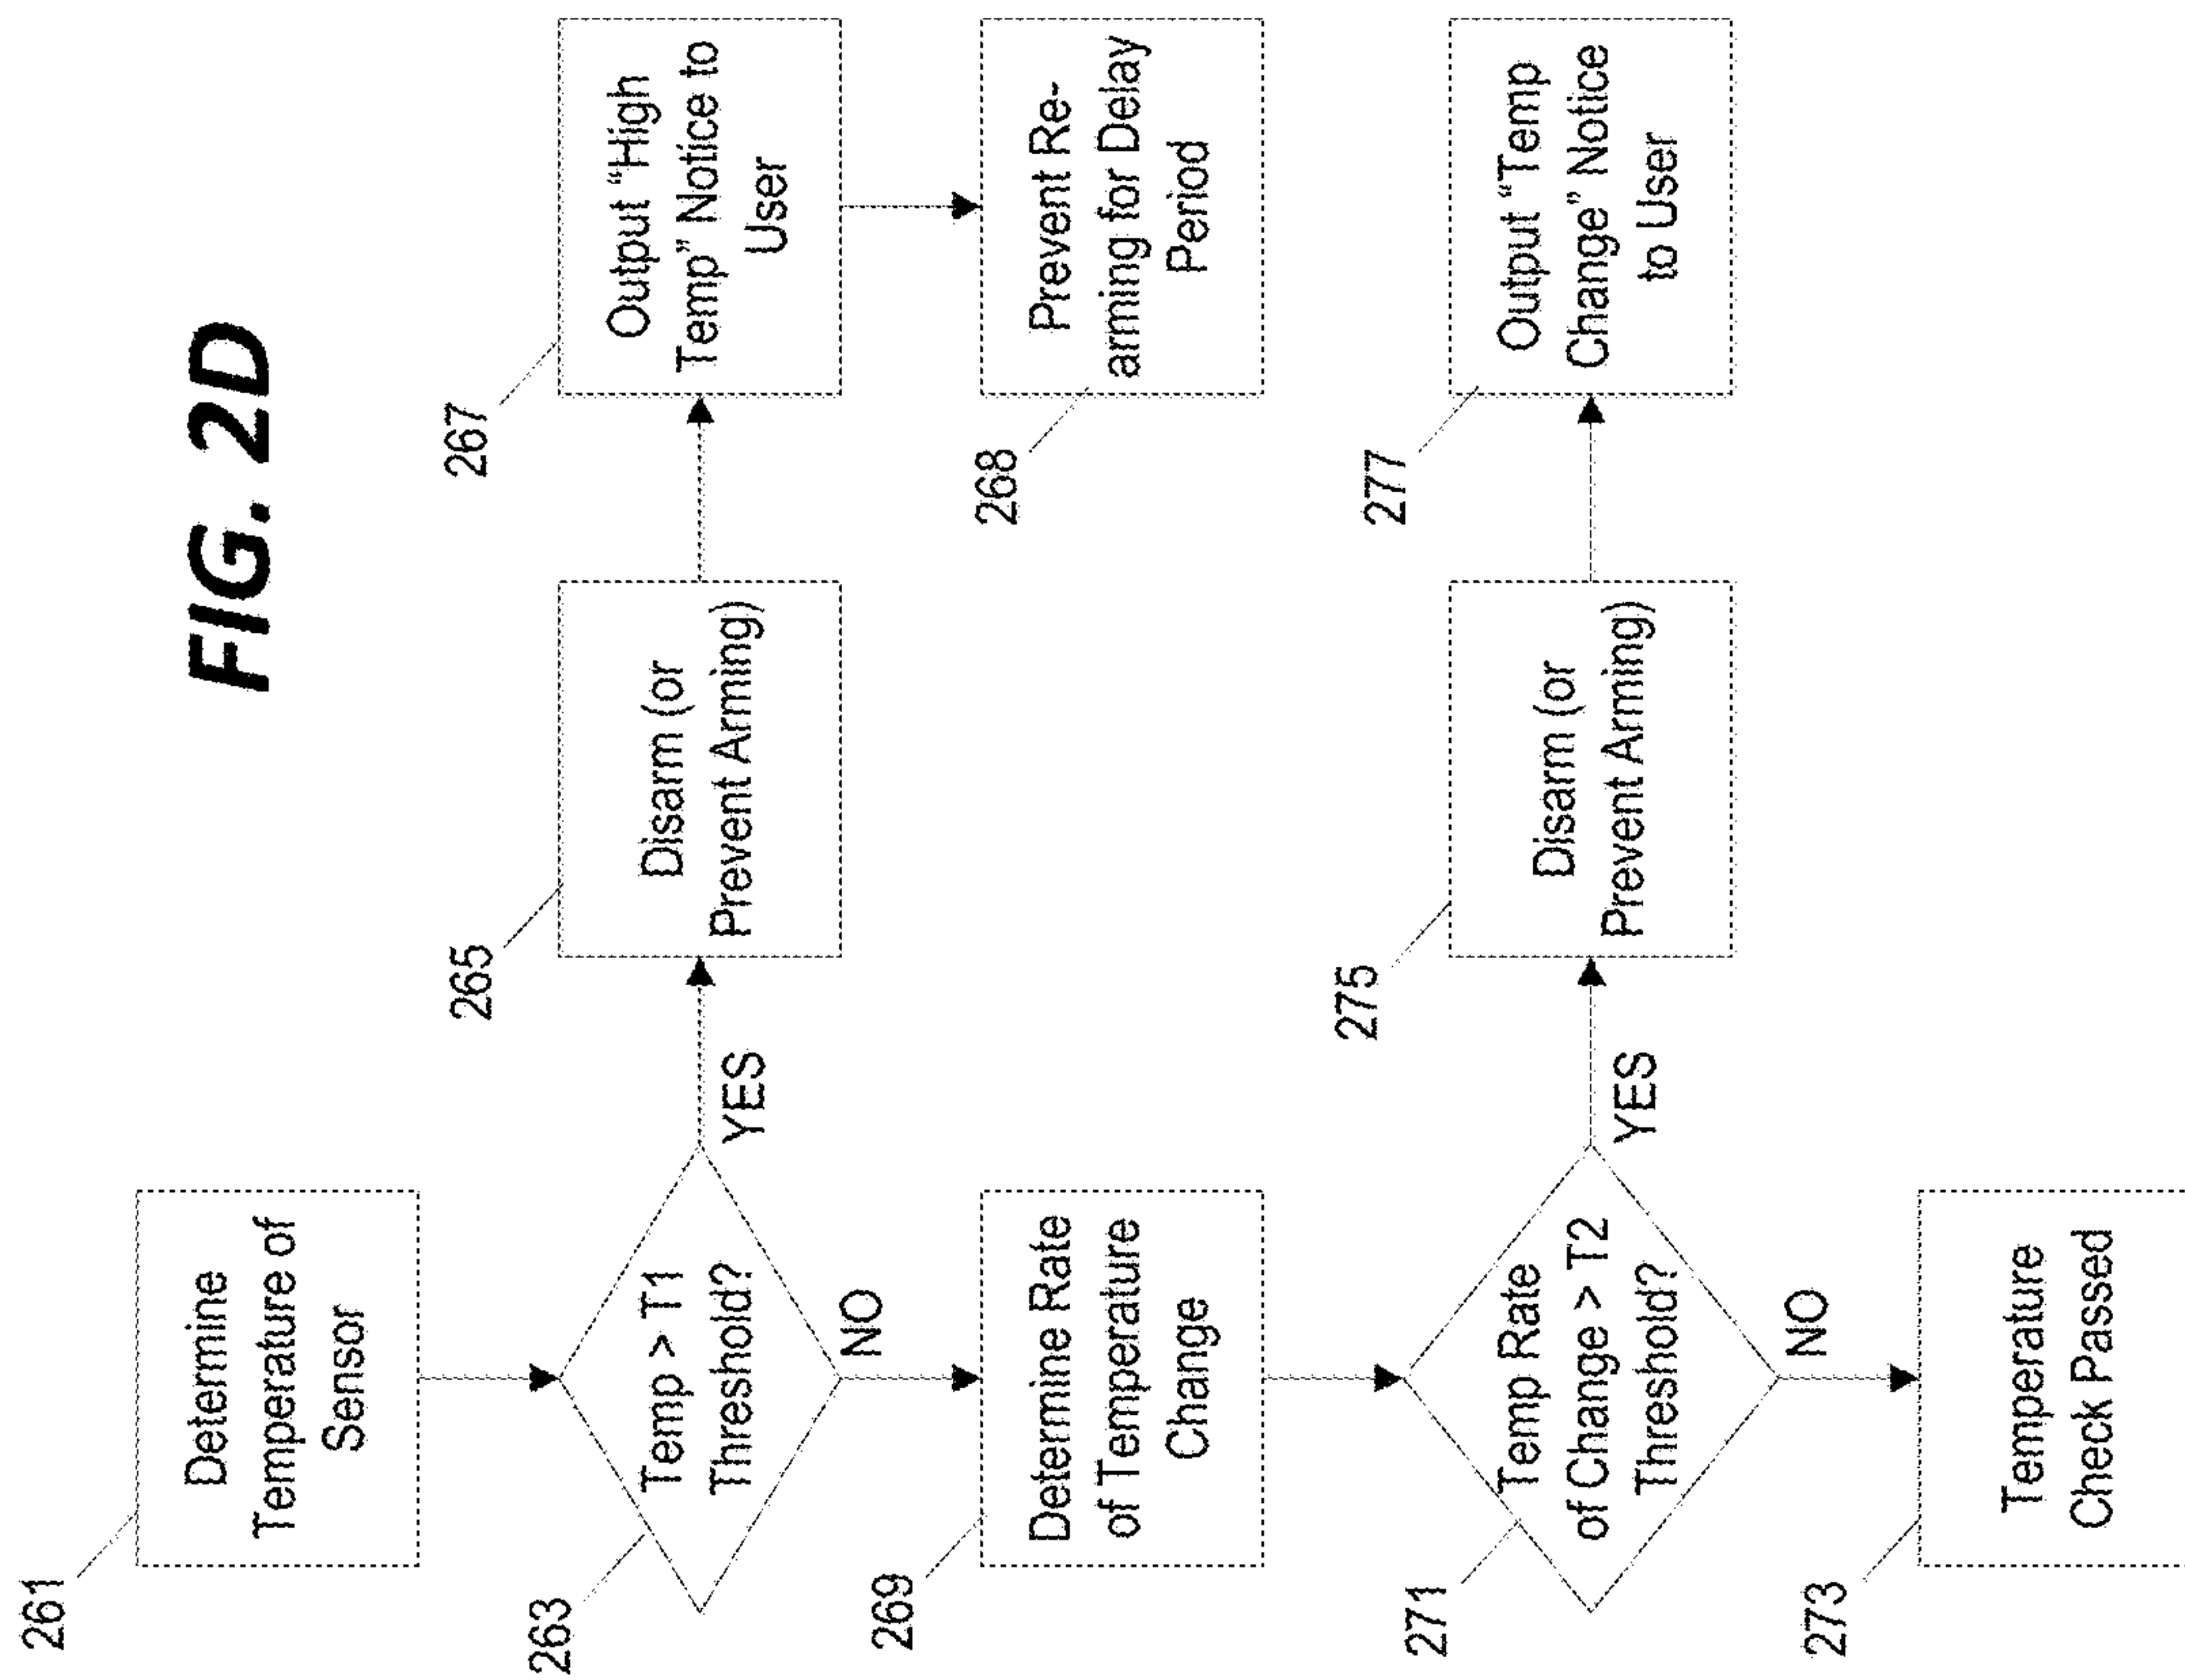 FIG. 2D
261
Determine
Temperature of
Sensor
263
Temp > T1
Threshold?
YES
265
Disarm (or
Prevent Arming)
267
Output “High
Temp” Notice to
User
268
Prevent Re-
arming for Delay
Period
NO
269
Determine Rate
of Temperature
Change
271
Temp Rate
of Change > T2
Threshold?
YES
275
Disarm (or
Prevent Arming)
277
Output “Temp
Change” Notice
to User
NO
273
Temperature
Check Passed